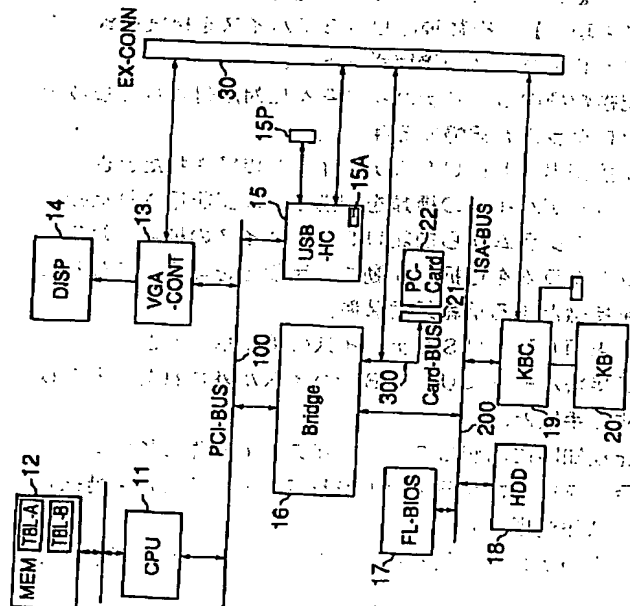 MEM
12
TBL-A
TBL-B
CPU
11
PCI-BUS
100
DISP
14
VGA
-CONT
13
EX-CONN
30
Bridge
16
USB
-HC
15
15P
15A
Card-BUS
300
PC-
Card
22
21
ISA-BUS
200
FL-BIOS
17
HDD
18
KBC
19
KB
20